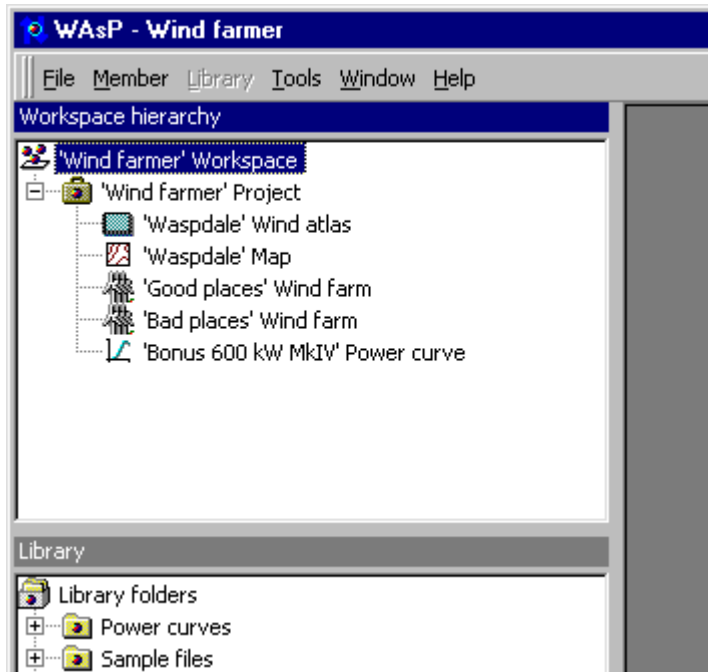 WAsP - Wind farmer
File Member Library Tools Window Help
Workspace hierarchy
'Wind farmer' Workspace
'Wind farmer' Project
'Waspdale' Wind atlas
'Waspdale' Map
'Good places' Wind farm
'Bad places' Wind farm
'Bonus 600 kW MkIV' Power curve
Library
Library folders
Power curves
Sample files